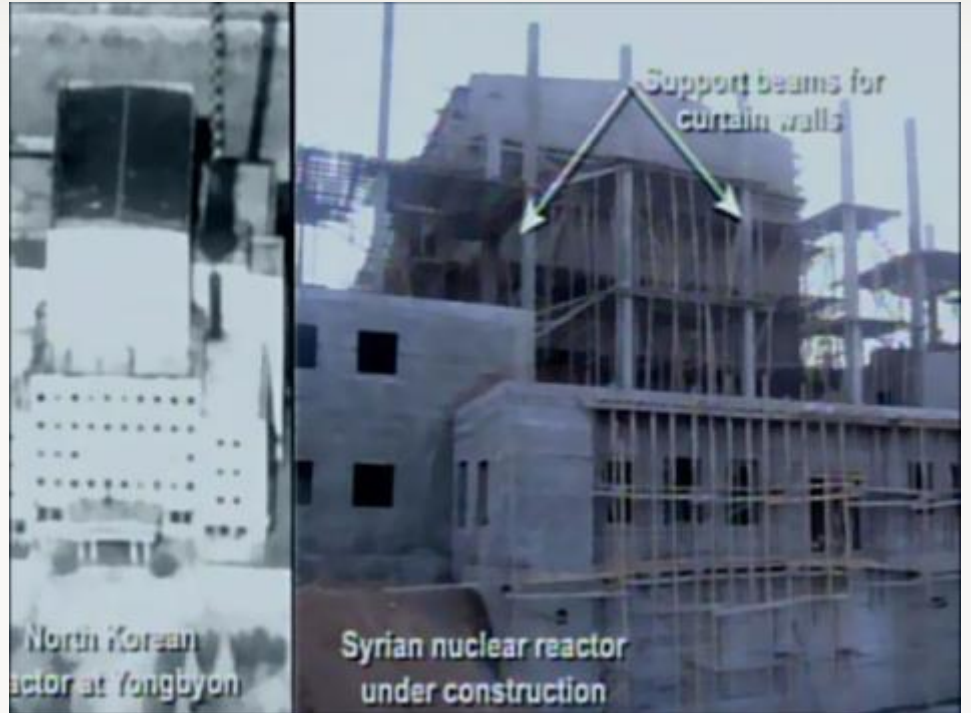 Support beams for
curtain walls
North Korean
actor at Yongbyon
Syrian nuclear reactor
under construction